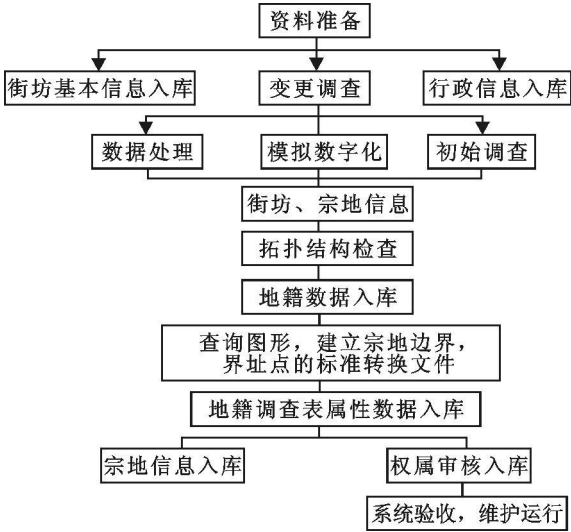 资料准备
街坊基本信息入库
变更调查
行政信息入库
数据处理
模拟数字化
初始调查
街坊、宗地信息
拓扑结构检查
地籍数据入库
查询图形，建立宗地边界，
界址点的标准转换文件
地籍调查表属性数据入库
宗地信息入库
权属审核入库
系统验收，维护运行